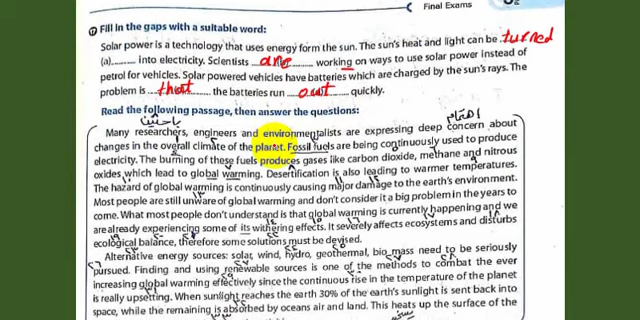 Final Exams
Fill in the gaps with a suitable word:
Solar power is a technology that uses energy form the sun. The sun's heat and light can be turned
(a)........ into electricity. Scientists are working on ways to use solar power instead of
petrol for vehicles. Solar powered vehicles have batteries which are charged by the sun's rays. The
problem is that the batteries run out quickly.
Read the following passage, then answer the questions:
باحثين
اهتمام
Many researchers, engineers and environmentalists are expressing deep concern about
changes in the overall climate of the planet. Fossil fuels are being continuously used to produce
electricity. The burning of these fuels produces gases like carbon dioxide, methane and nitrous
oxides which lead to global warming. Desertification is also leading to warmer temperatures.
The hazard of global warming is continuously causing major damage to the earth's environment.
Most people are still unware of global warming and don't consider it a big problem in the years to
come. What most people don't understand is that global warming is currently happening and we
are already experiencing some of its withering effects. It severely affects ecosystems and disturbs
ecological balance, therefore some solutions must be devised.
Alternative energy sources: solar, wind, hydro, geothermal, bio mass need to be seriously
pursued. Finding and using renewable sources is one of the methods to combat the ever
increasing global warming effectively since the continuous rise in the temperature of the planet
is really upsetting. When sunlight reaches the earth 30% of the earth's sunlight is sent back into
space, while the remaining is absorbed by oceans air and land. This heats up the surface of the